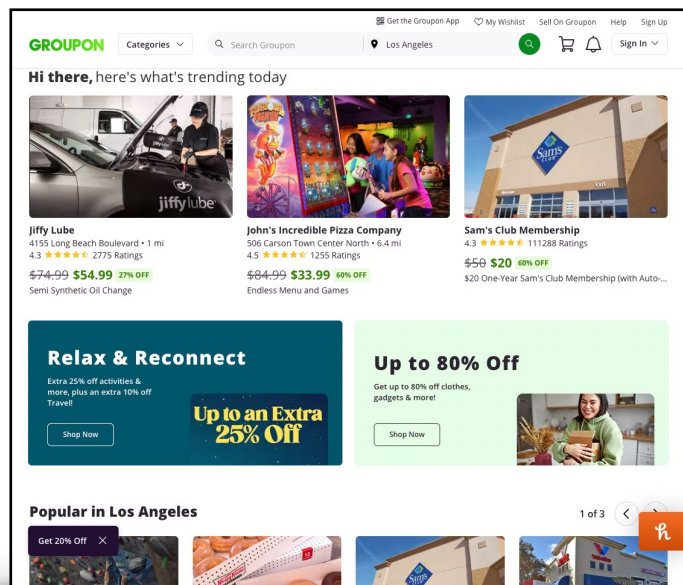 Get the Groupon App My Wishlist Sell On Groupon Help Sign Up
GROUPON Categories Search Groupon Los Angeles Sign In
Hi there, here's what's trending today
jiffy lube
Sam's
CLUB
Jiffy Lube
4155 Long Beach Boulevard • 1 mi
4.3 ★★★★★ 2775 Ratings
$74.99 $54.99 27% OFF
Semi Synthetic Oil Change
John's Incredible Pizza Company
506 Carson Town Center North • 6.4 mi
4.5 ★★★★★ 1255 Ratings
$84.99 $33.99 60% OFF
Endless Menu and Games
Sam's Club Membership
4.3 ★★★★★ 111288 Ratings
$50 $20 60% OFF
$20 One-Year Sam's Club Membership (with Auto-...
Relax & Reconnect
Extra 25% off activities &
more, plus an extra 10% off
Travel!
Shop Now
Up to an Extra
25% Off
Up to 80% Off
Get up to 80% off clothes,
gadgets & more!
Shop Now
Popular in Los Angeles
1 of 3
Get 20% Off
h
Sam's